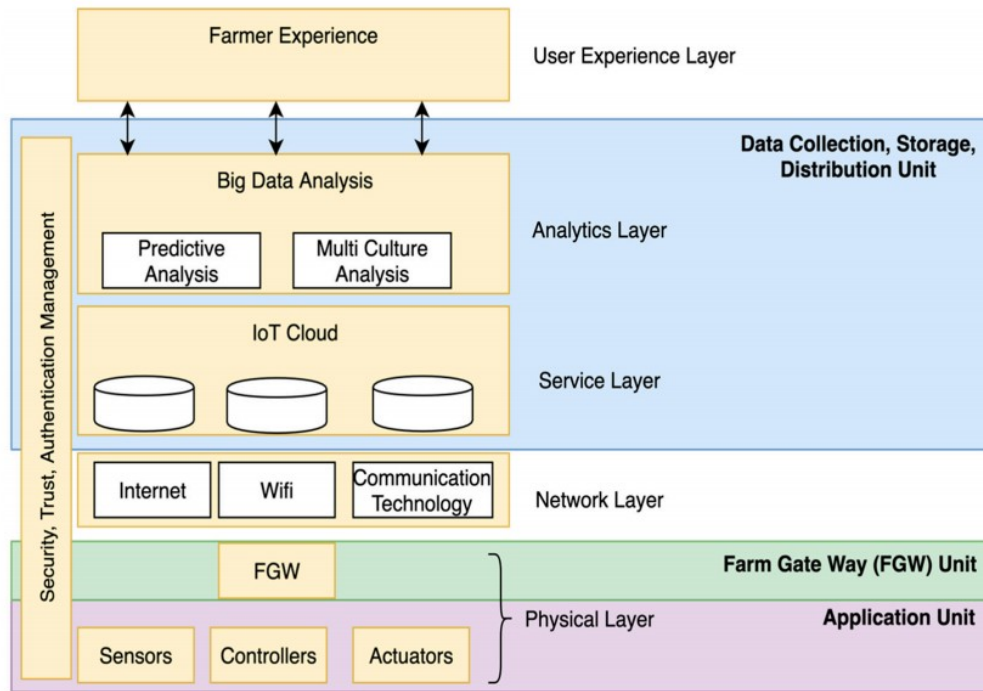 Farmer Experience
User Experience Layer
Data Collection, Storage,
Distribution Unit
Security, Trust, Authentication Management
Big Data Analysis
Predictive
Analysis
Multi Culture
Analysis
Analytics Layer
IoT Cloud
Service Layer
Internet
Wifi
Communication
Technology
Network Layer
FGW
Farm Gate Way (FGW) Unit
Physical Layer
Application Unit
Sensors
Controllers
Actuators